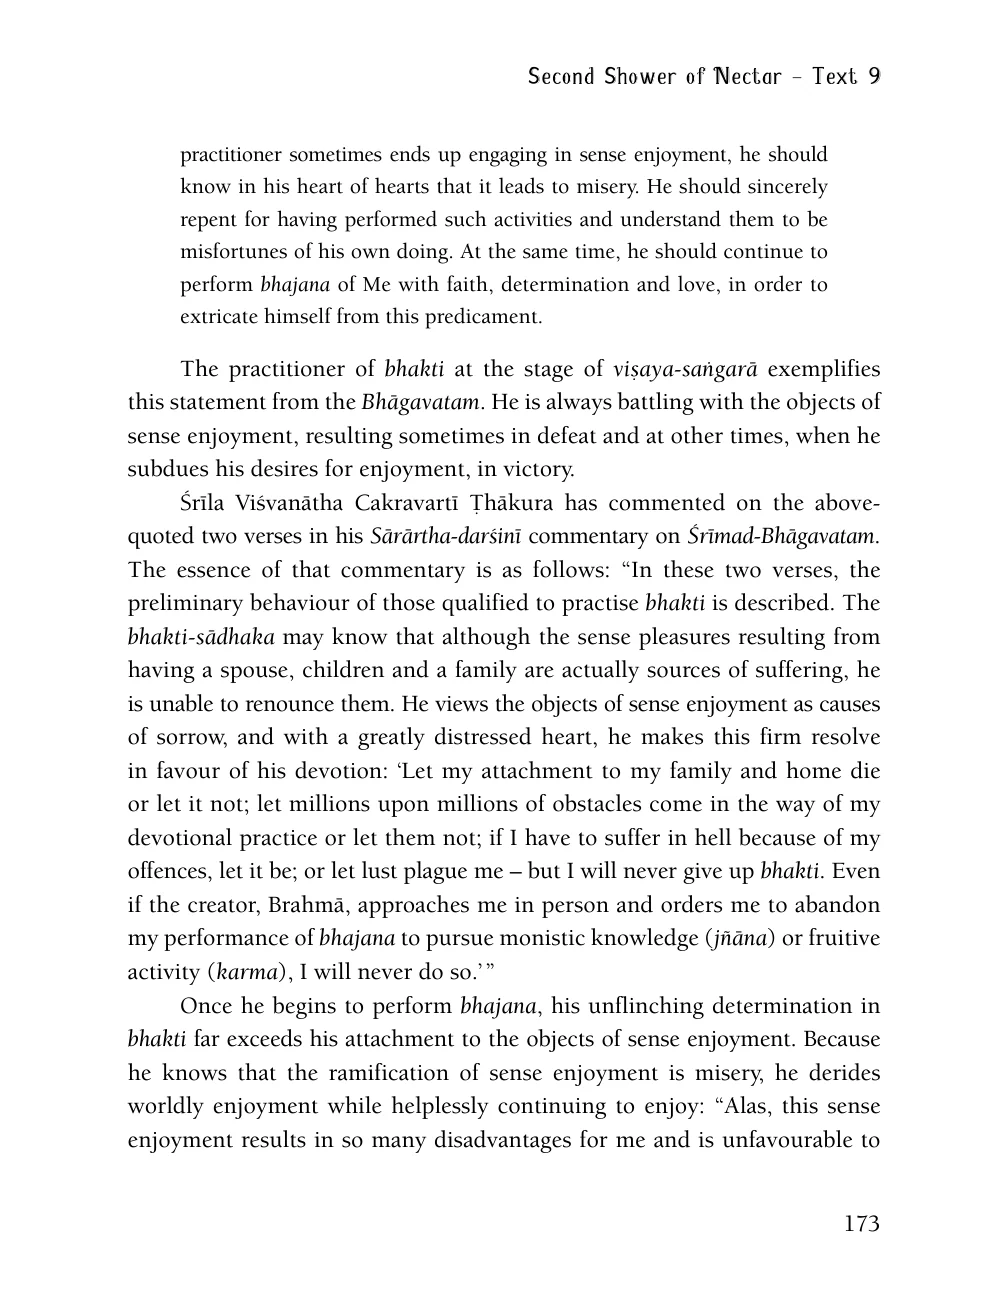 Second Shower of Nectar – Text 9
practitioner sometimes ends up engaging in sense enjoyment, he should
know in his heart of hearts that it leads to misery. He should sincerely
repent for having performed such activities and understand them to be
misfortunes of his own doing. At the same time, he should continue to
perform bhajana of Me with faith, determination and love, in order to
extricate himself from this predicament.
The practitioner of bhakti at the stage of viṣaya-saṅgarā exemplifies
this statement from the Bhāgavatam. He is always battling with the objects of
sense enjoyment, resulting sometimes in defeat and at other times, when he
subdues his desires for enjoyment, in victory.
Śrīla Viśvanātha Cakravartī Ṭhākura has commented on the above-
quoted two verses in his Sārārtha-darśinī commentary on Śrīmad-Bhāgavatam.
The essence of that commentary is as follows: “In these two verses, the
preliminary behaviour of those qualified to practise bhakti is described. The
bhakti-sādhaka may know that although the sense pleasures resulting from
having a spouse, children and a family are actually sources of suffering, he
is unable to renounce them. He views the objects of sense enjoyment as causes
of sorrow, and with a greatly distressed heart, he makes this firm resolve
in favour of his devotion: ‘Let my attachment to my family and home die
or let it not; let millions upon millions of obstacles come in the way of my
devotional practice or let them not; if I have to suffer in hell because of my
offences, let it be; or let lust plague me – but I will never give up bhakti. Even
if the creator, Brahmā, approaches me in person and orders me to abandon
my performance of bhajana to pursue monistic knowledge (jñāna) or fruitive
activity (karma), I will never do so.’”
Once he begins to perform bhajana, his unflinching determination in
bhakti far exceeds his attachment to the objects of sense enjoyment. Because
he knows that the ramification of sense enjoyment is misery, he derides
worldly enjoyment while helplessly continuing to enjoy: “Alas, this sense
enjoyment results in so many disadvantages for me and is unfavourable to
173